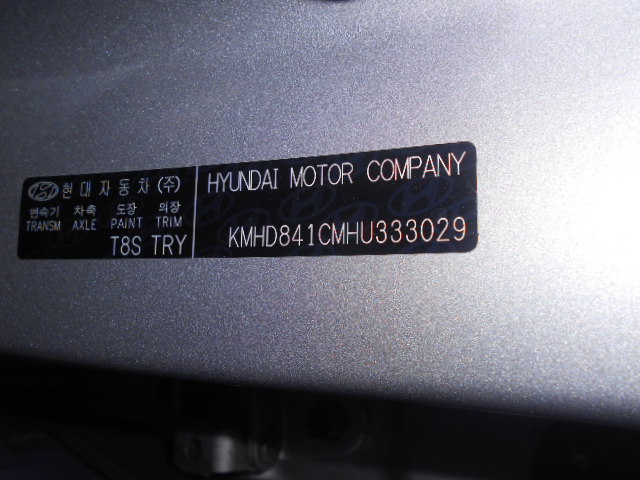 현대자동차(주)
변속기 차축 도장 의장
TRANSM AXLE PAINT TRIM
T8S TRY
HYUNDAI MOTOR COMPANY
KMHD841CMHU333029